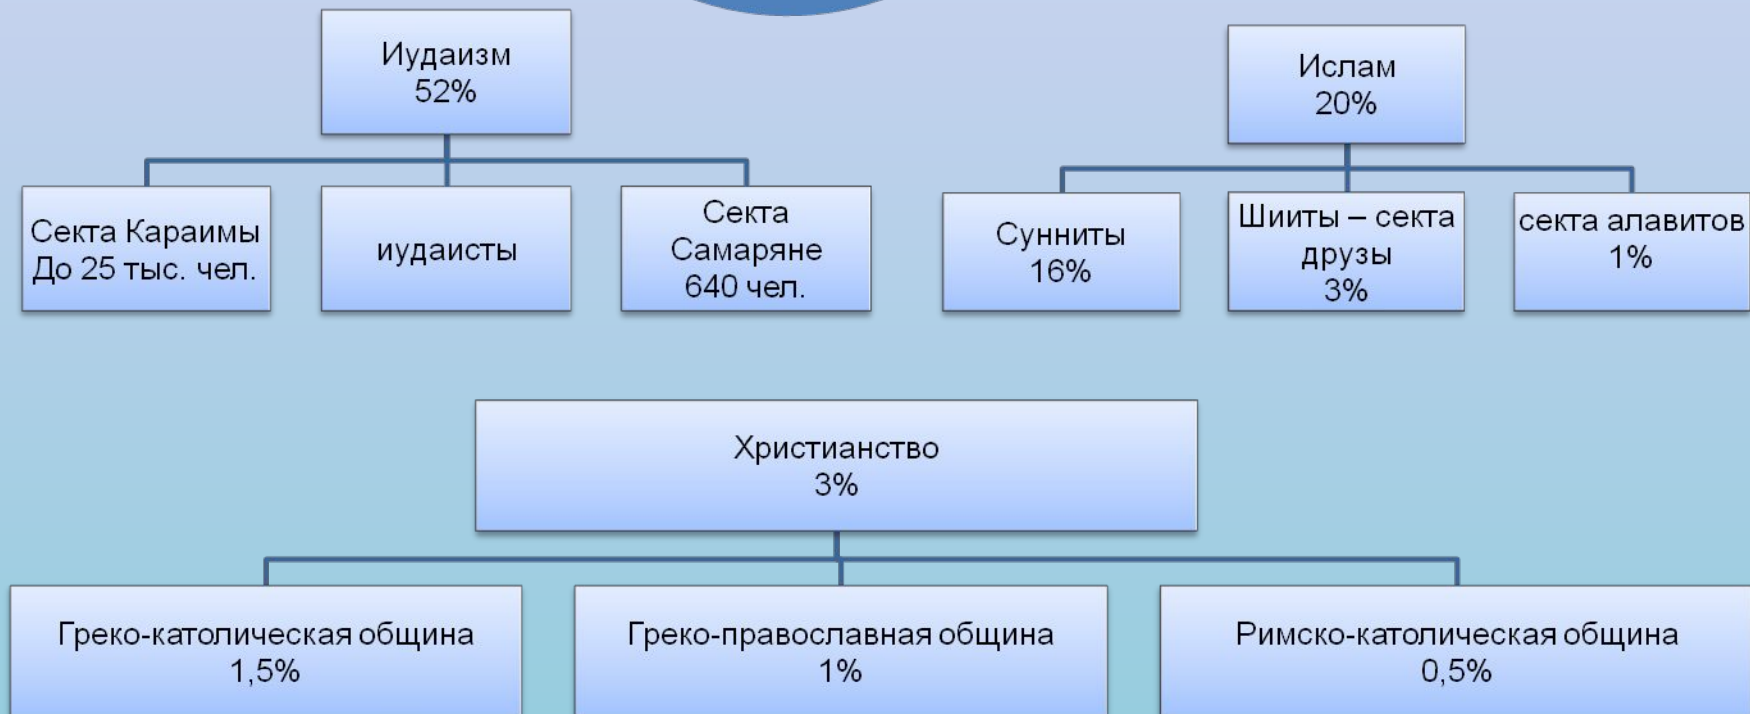 Иудаизм
52%
Секта Караимы
До 25 тыс. чел.
иудаисты
Секта
Самаряне
640 чел.
Ислам
20%
Сунниты
16%
Шииты – секта
друзы
3%
секта алавитов
1%
Христианство
3%
Греко-католическая община
1,5%
Греко-православная община
1%
Римско-католическая община
0,5%